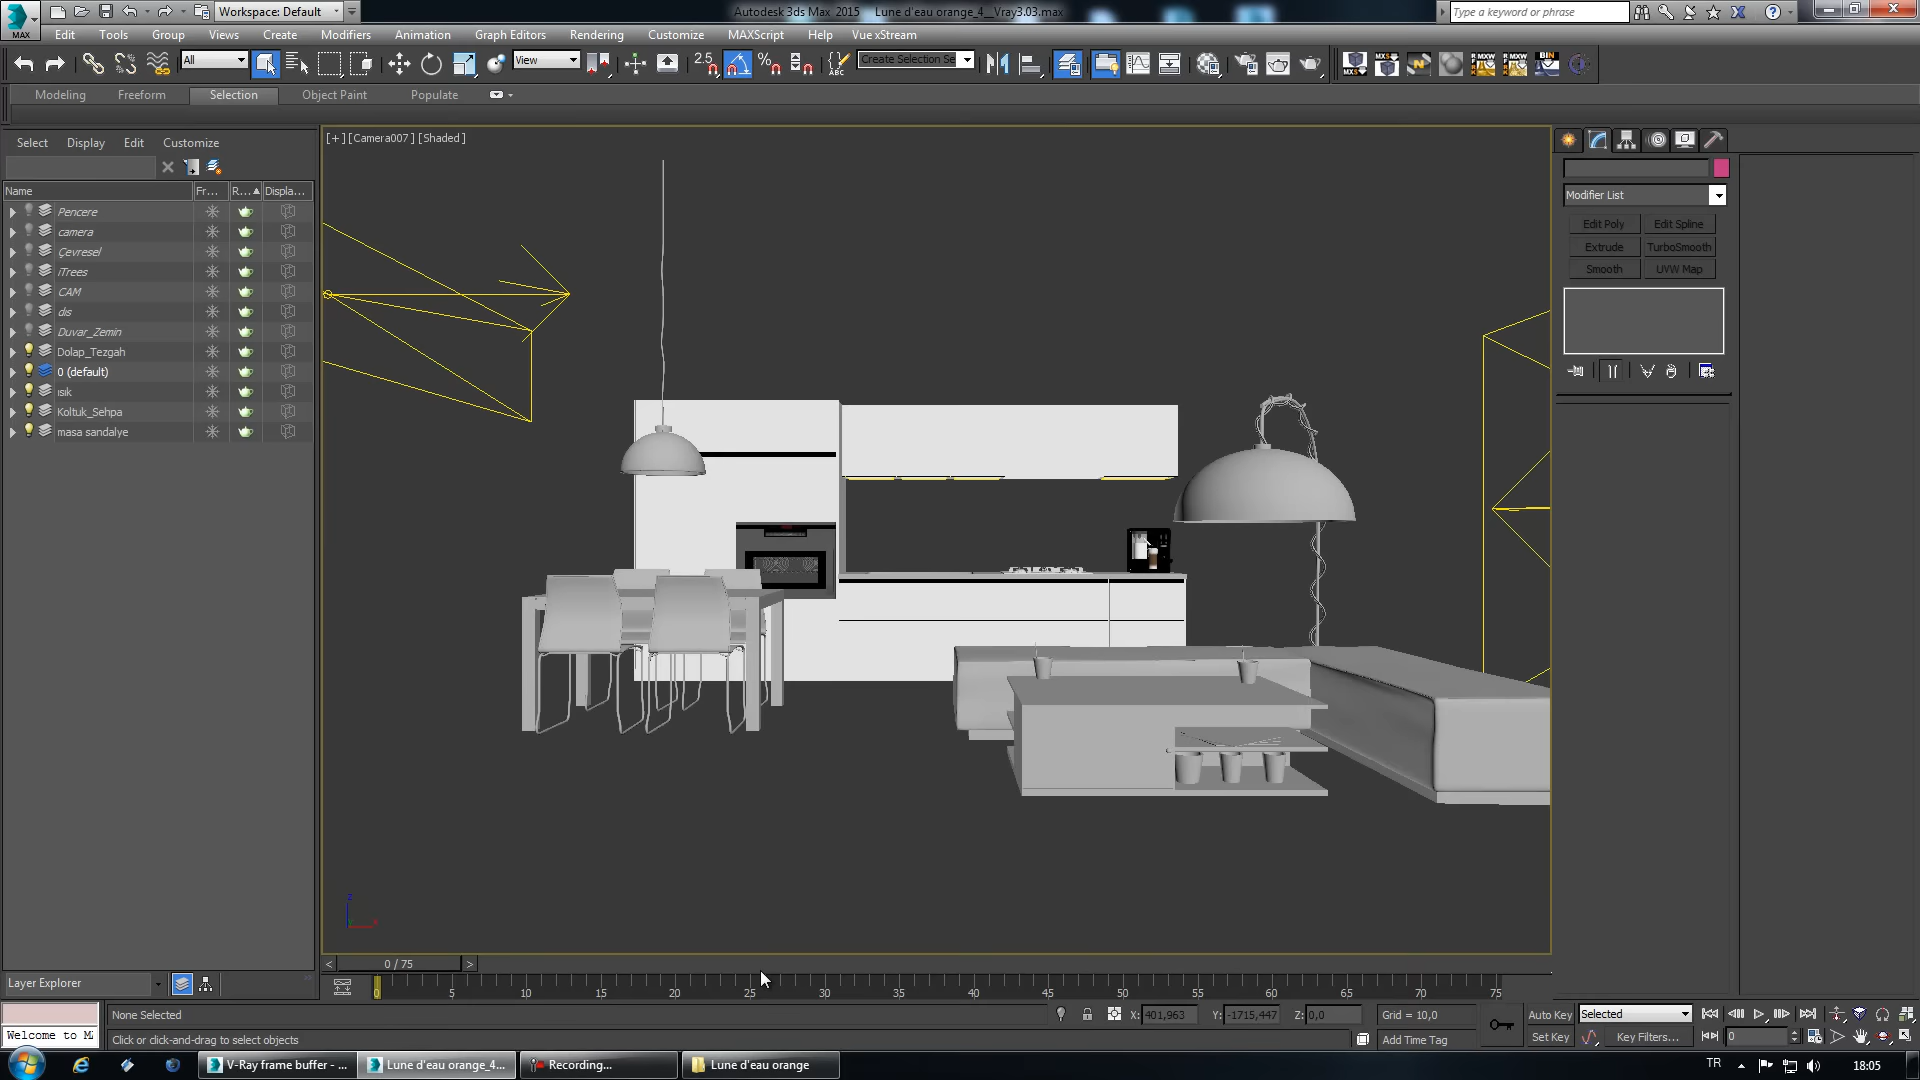 Workspace: Default
Autodesk 3ds Max 2015    Lune d'eau orange_4__Vray3.03.max
Type a keyword or phrase
MAX
Edit Tools Group Views Create Modifiers Animation Graph Editors Rendering Customize MAXScript Help Vue xStream
All
View
2.5
Create Selection Se
Modeling Freeform Selection Object Paint Populate
Select Display Edit Customize
[+] [Camera007] [Shaded]
Name Fr... R... Displa...
Pencere
camera
Çevresel
iTrees
CAM
dis
Duvar_Zemin
Dolap_Tezgah
0 (default)
ısık
Koltuk_Sehpa
masa sandalye
Modifier List
Edit Poly Edit Spline
Extrude TurboSmooth
Smooth UVW Map
z
x
< 0 / 75 >
Layer Explorer
0 5 10 15 20 25 30 35 40 45 50 55 60 65 70 75
None Selected
X: 401,963 Y: -1715,447 Z: 0,0 Grid = 10,0 Auto Key Selected
Welcome to Mi
Click or click-and-drag to select objects
Add Time Tag Set Key Key Filters... 0
V-Ray frame buffer - ... Lune d'eau orange_4... Recording... Lune d'eau orange
TR 18:05